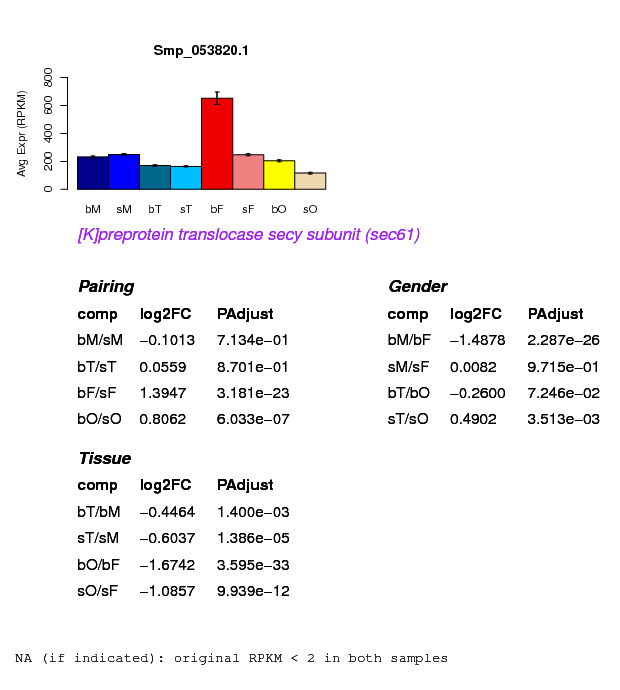 Smp_053820.1
Avg Expr (RPKM)
0 200 400 600 800
bM sM bT sT bF sF bO sO
[K]preprotein translocase secy subunit (sec61)
Pairing
comp log2FC PAdjust
bM/sM −0.1013 7.134e−01
bT/sT 0.0559 8.701e−01
bF/sF 1.3947 3.181e−23
bO/sO 0.8062 6.033e−07
Gender
comp log2FC PAdjust
bM/bF −1.4878 2.287e−26
sM/sF 0.0082 9.715e−01
bT/bO −0.2600 7.246e−02
sT/sO 0.4902 3.513e−03
Tissue
comp log2FC PAdjust
bT/bM −0.4464 1.400e−03
sT/sM −0.6037 1.386e−05
bO/bF −1.6742 3.595e−33
sO/sF −1.0857 9.939e−12
NA (if indicated): original RPKM < 2 in both samples